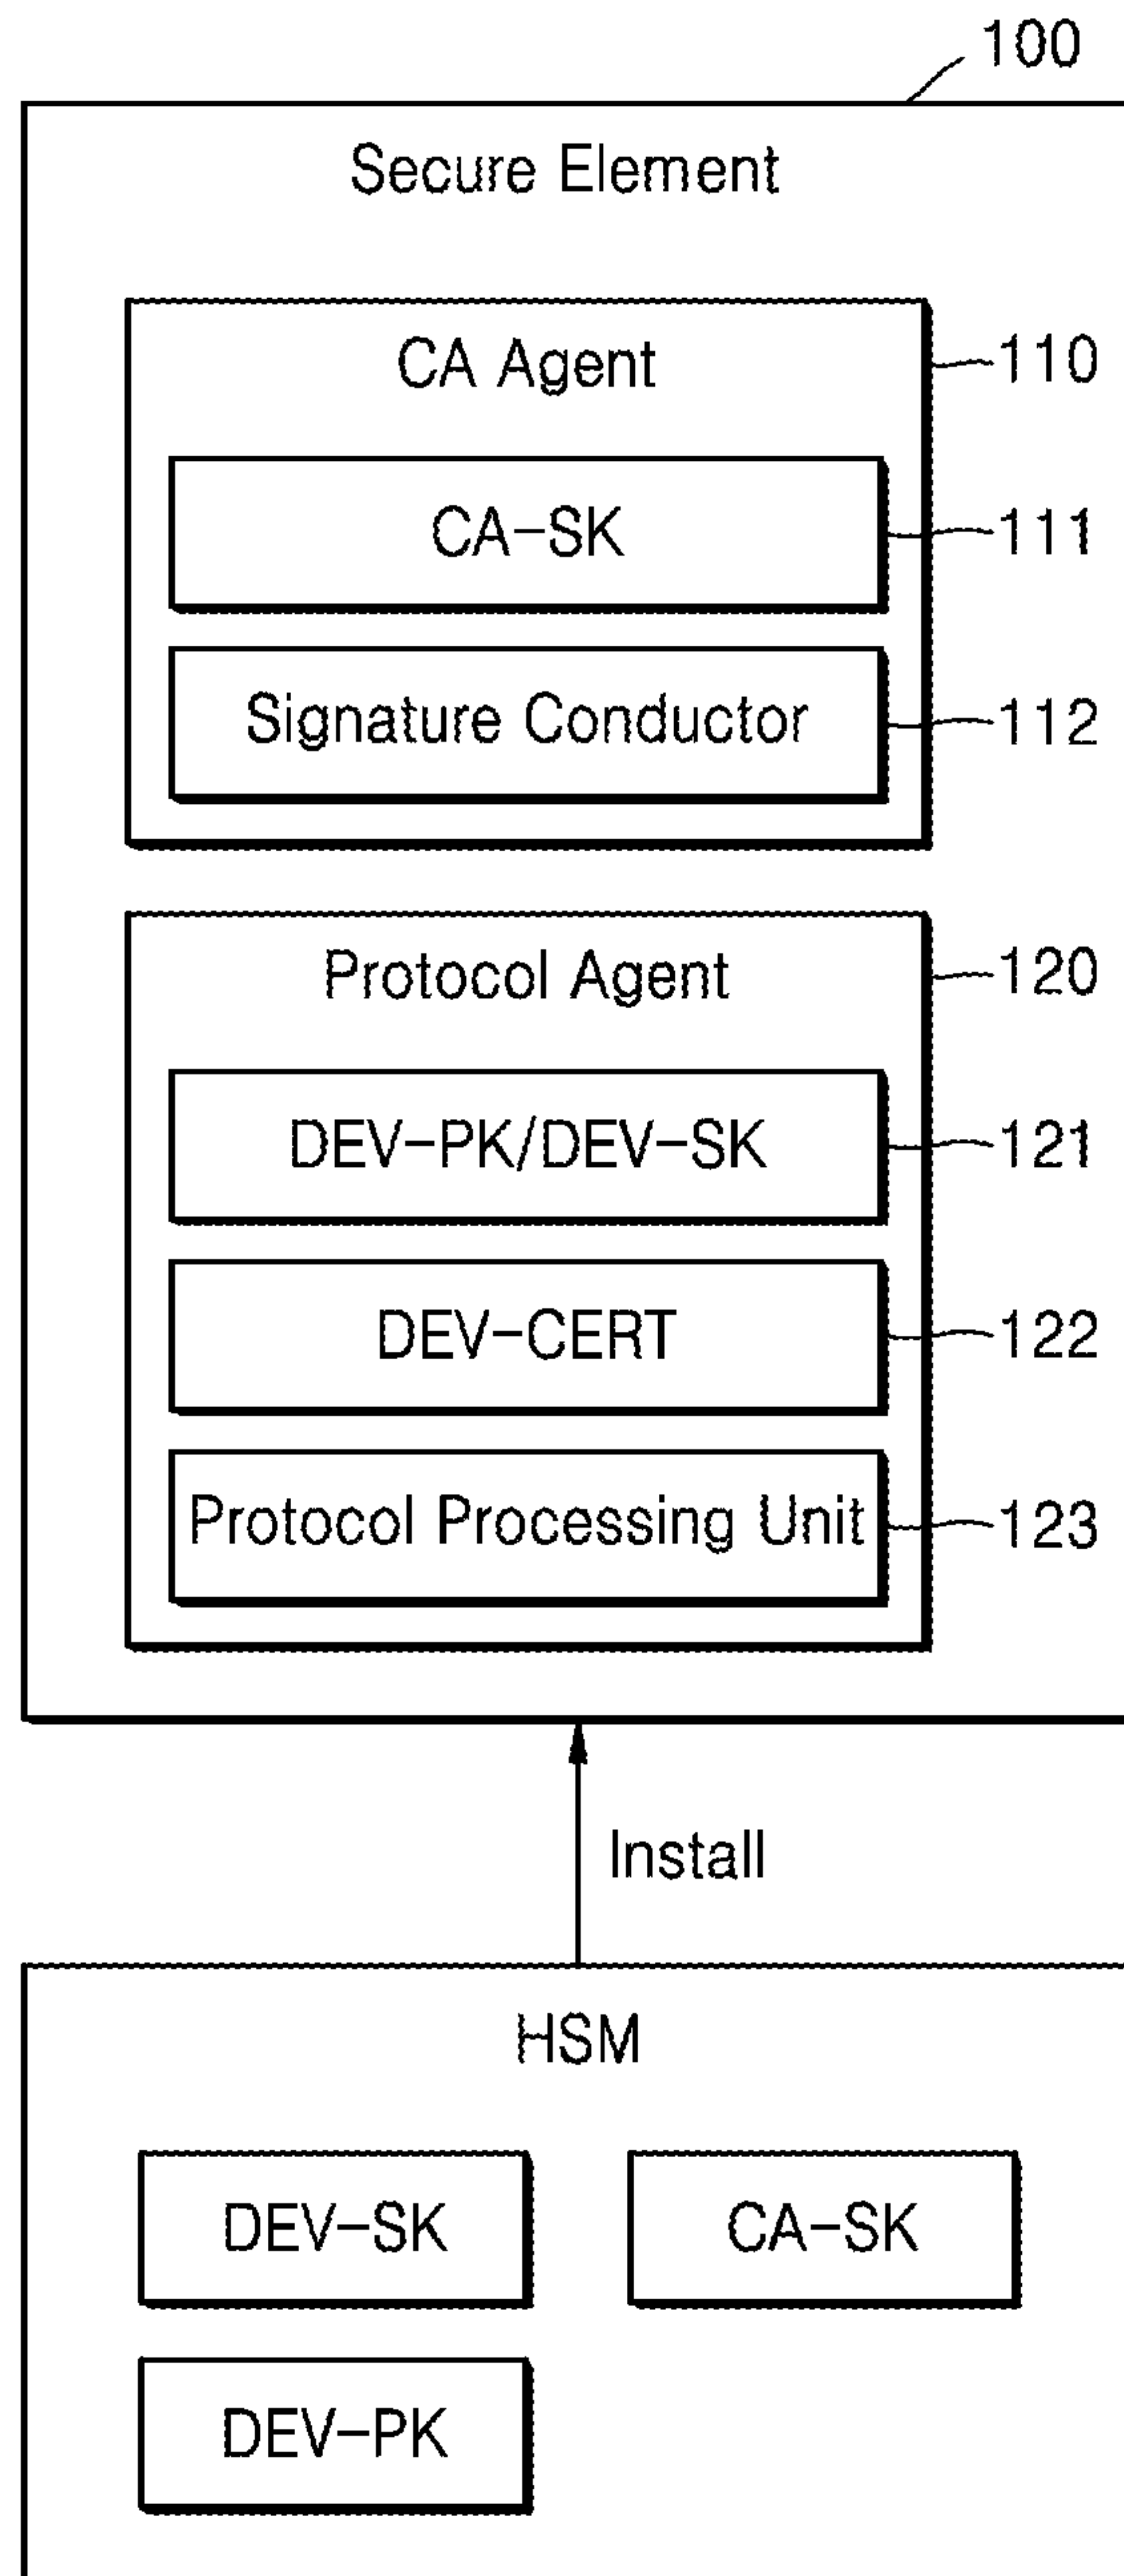 100
Secure Element
CA Agent
110
CA-SK
111
Signature Conductor
112
Protocol Agent
120
DEV-PK/DEV-SK
121
DEV-CERT
122
Protocol Processing Unit
123
Install
HSM
DEV-SK
CA-SK
DEV-PK